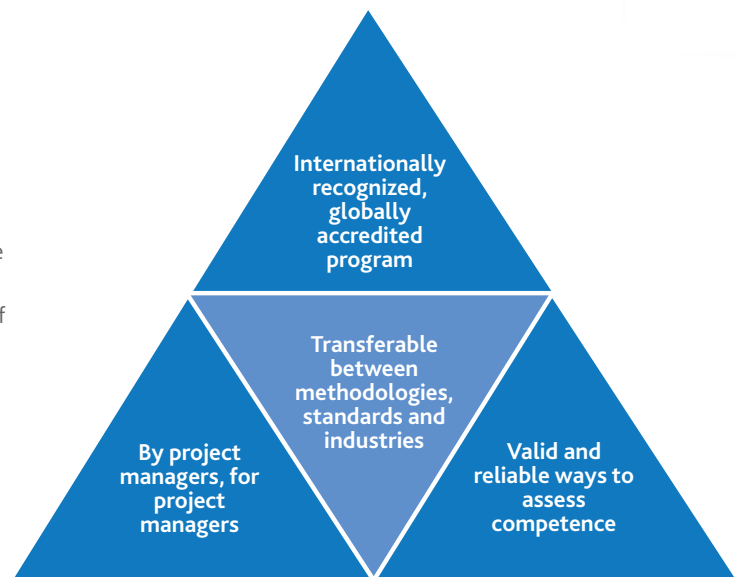 Internationally
recognized,
globally
accredited
program
e
f
Transferable
between
methodologies,
standards and
industries
By project
managers, for
project
managers
Valid and
reliable ways to
assess
competence